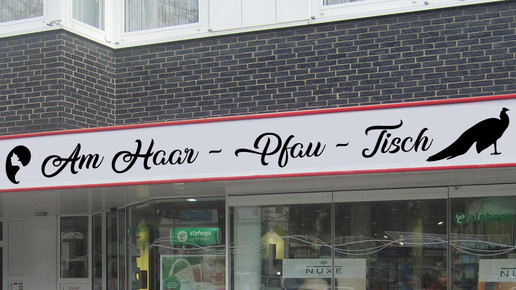 Am Haar ~ Pfau ~ Tisch
alphega
NUXE